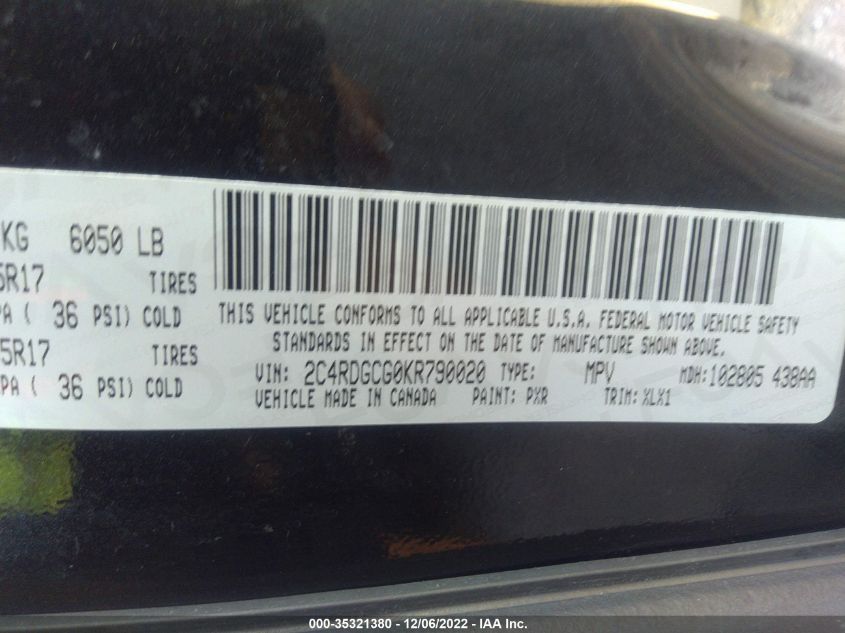 KG 6050 LB
5R17 TIRES
PA ( 36 PSI) COLD
5R17 TIRES
PA ( 36 PSI) COLD
THIS VEHICLE CONFORMS TO ALL APPLICABLE U.S.A. FEDERAL MOTOR VEHICLE SAFETY
STANDARDS IN EFFECT ON THE DATE OF MANUFACTURE SHOWN ABOVE.
VIN: 2C4RDGCG0KR790020 TYPE: MPV MDH:102805 438AA
VEHICLE MADE IN CANADA PAINT: PXR TRIM: XLX1
000-35321380 - 12/06/2022 - IAA Inc.